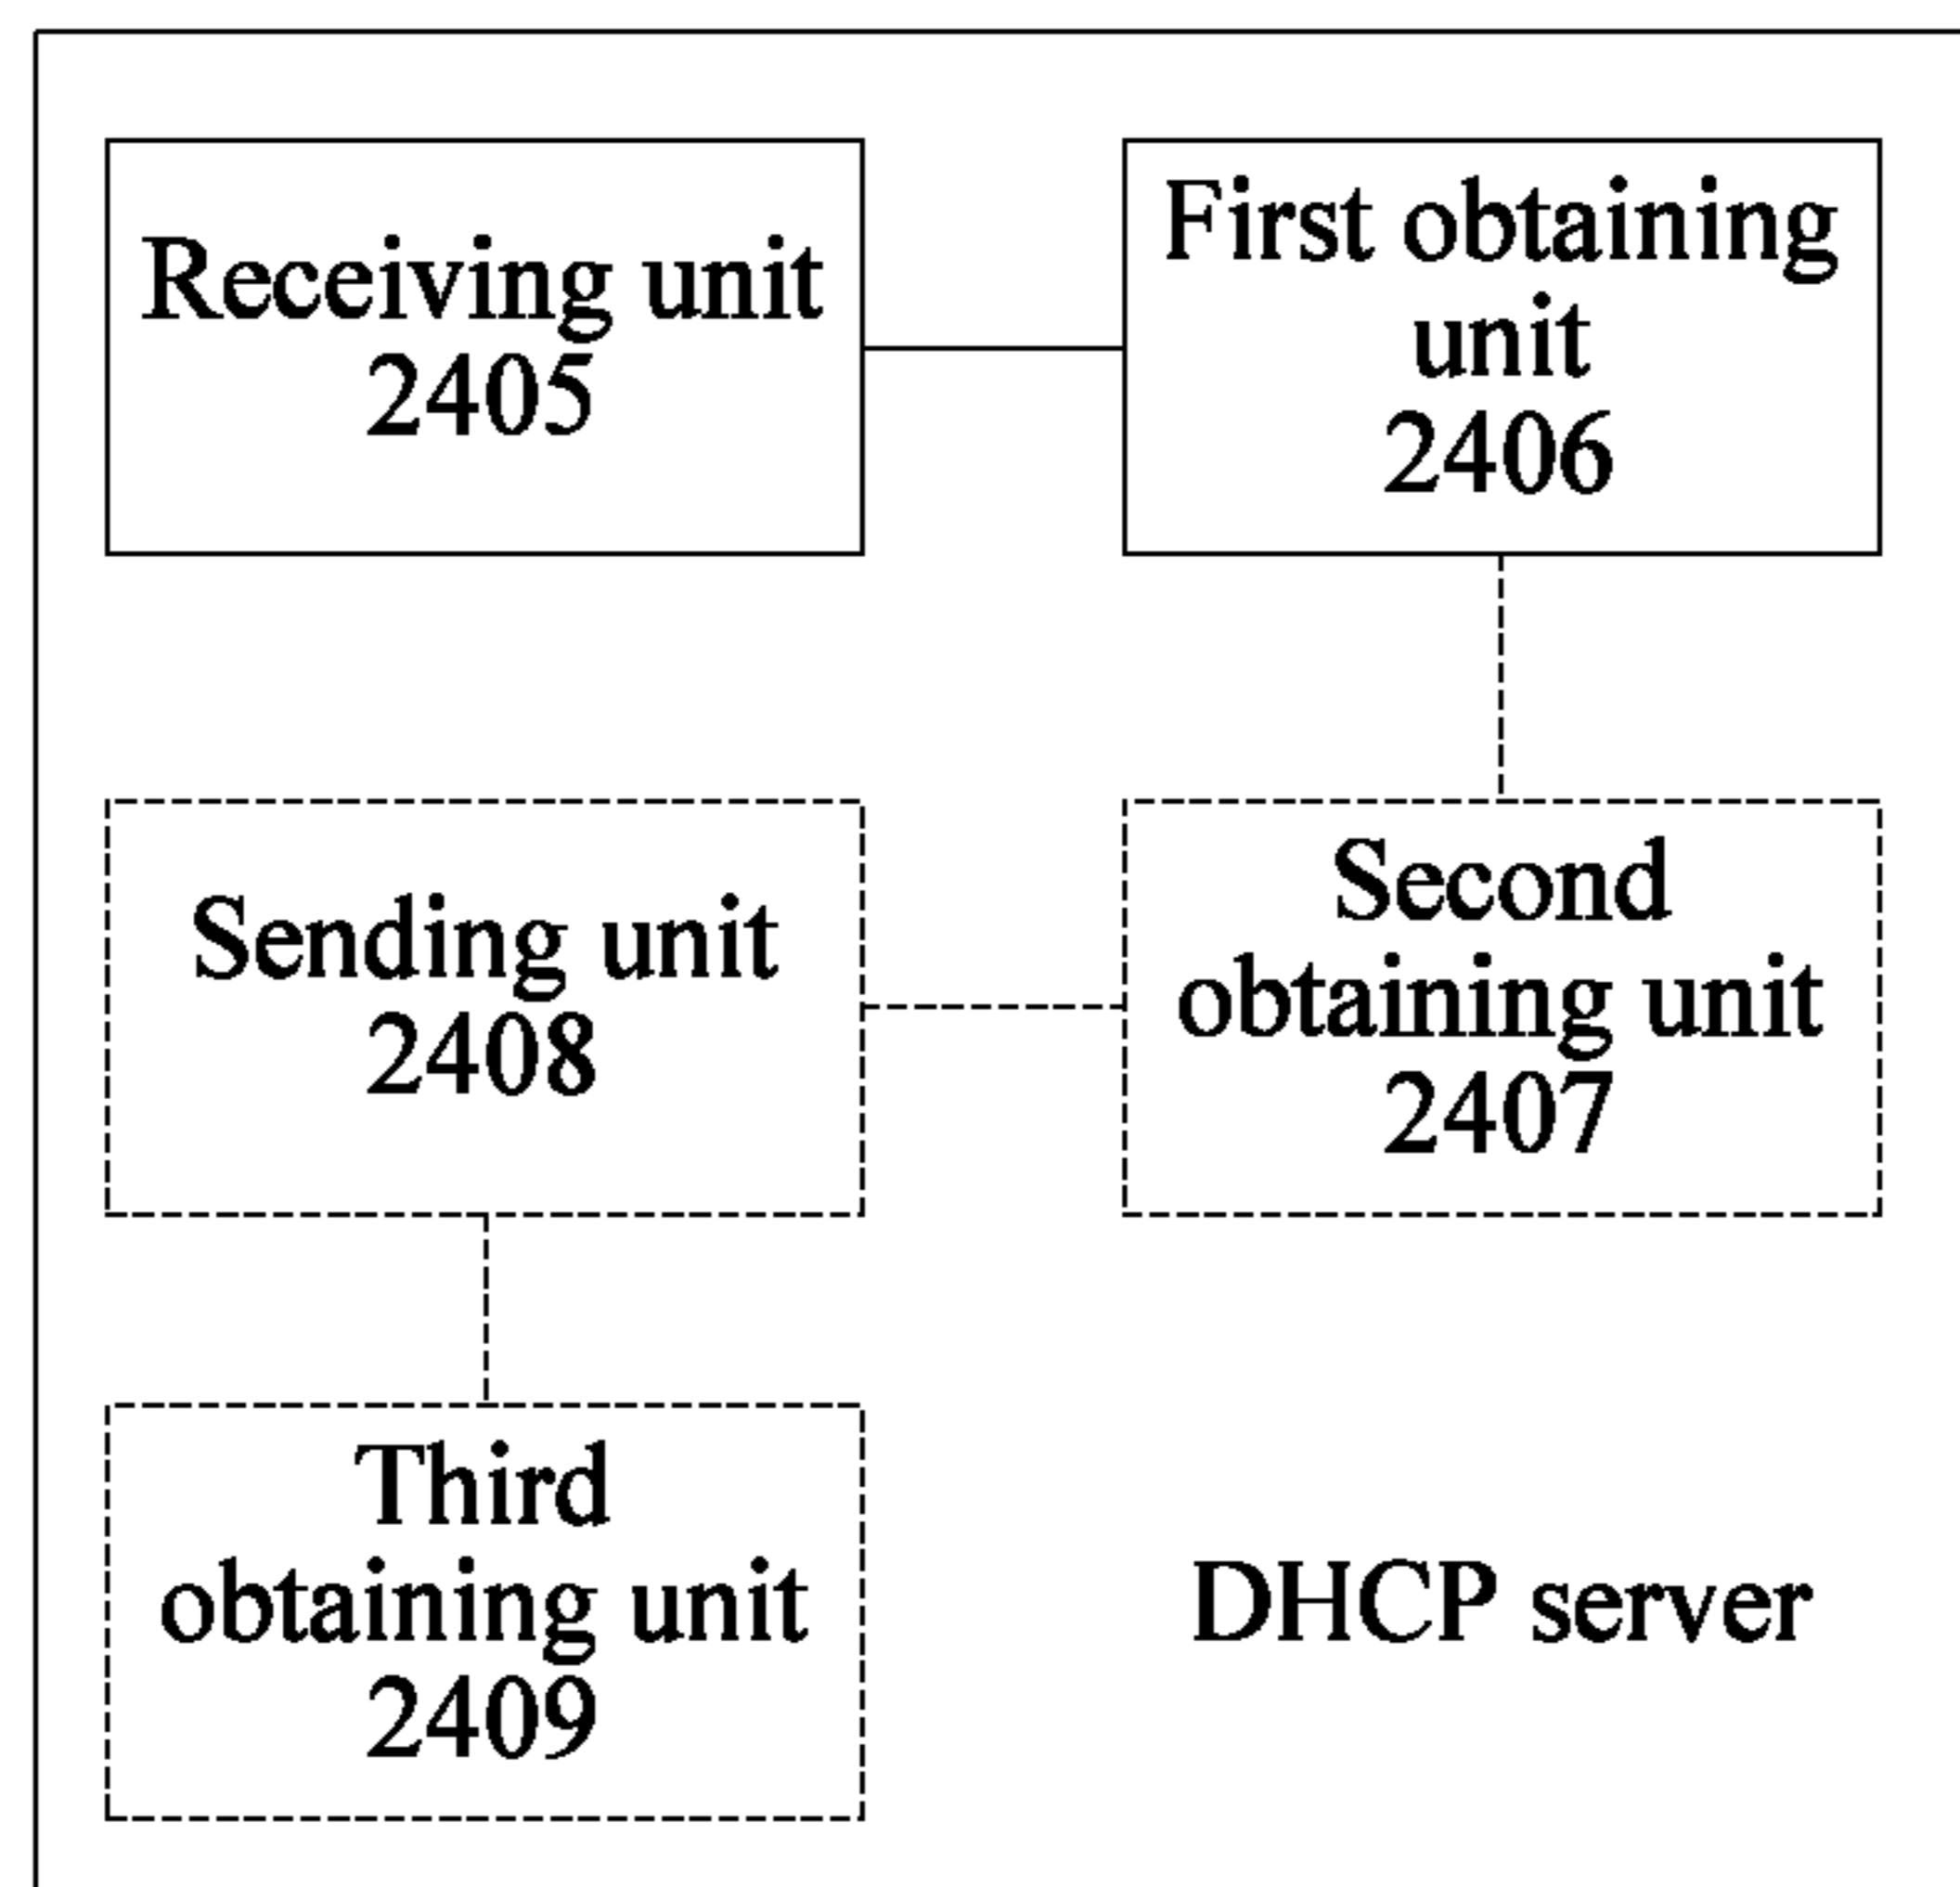 Receiving unit
2405
First obtaining
unit
2406
Sending unit
2408
Second
obtaining unit
2407
Third
obtaining unit
2409
DHCP server